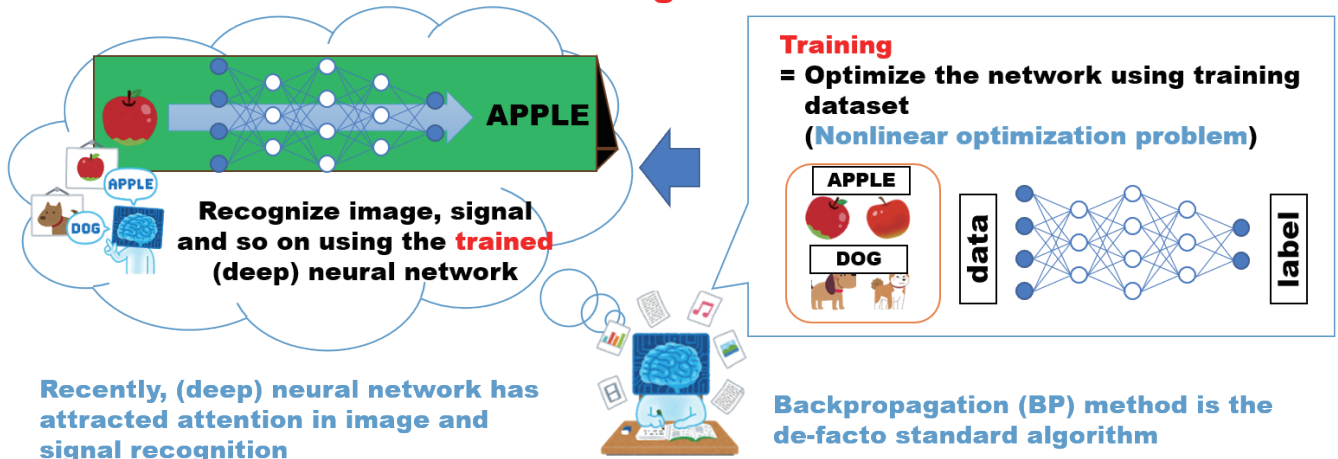 APPLE
APPLE
DOG
Recognize image, signal
and so on using the trained
(deep) neural network
Recently, (deep) neural network has
attracted attention in image and
signal recognition
Training
= Optimize the network using training
dataset
(Nonlinear optimization problem)
APPLE
DOG
data
label
Backpropagation (BP) method is the
de-facto standard algorithm